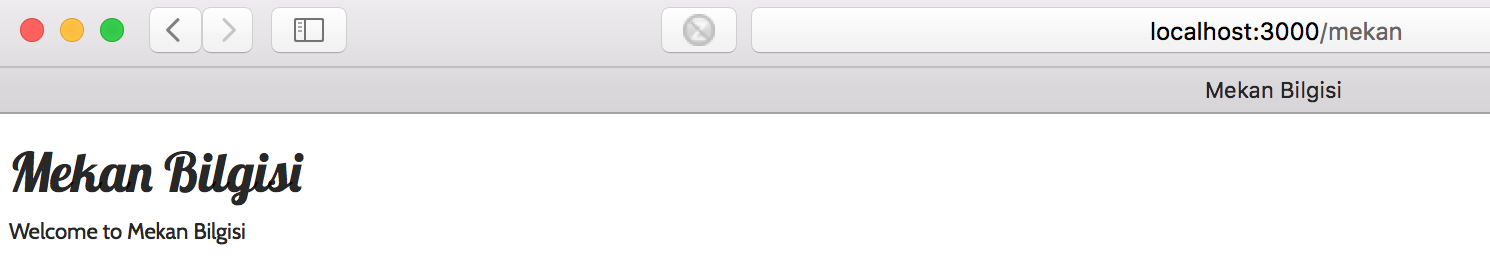 localhost:3000/mekan
Mekan Bilgisi
Mekan Bilgisi
Welcome to Mekan Bilgisi